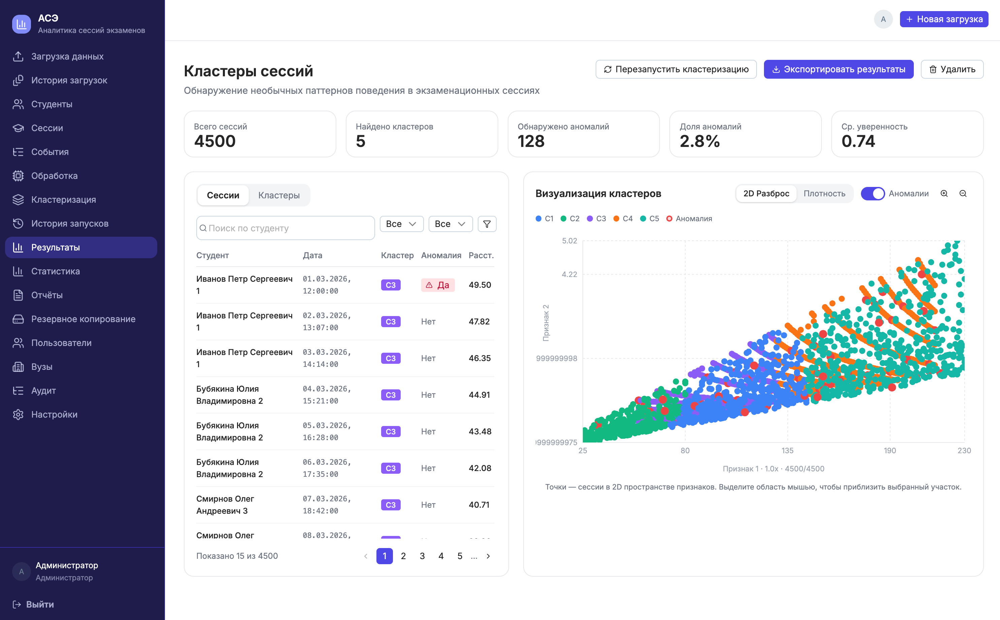 АСЭ
Аналитика сессий экзаменов
Загрузка данных
История загрузок
Студенты
Сессии
События
Обработка
Кластеризация
История запусков
Результаты
Статистика
Отчёты
Резервное копирование
Пользователи
Вузы
Аудит
Настройки
А
Администратор
Администратор
Выйти
А
+ Новая загрузка
Кластеры сессий
Обнаружение необычных паттернов поведения в экзаменационных сессиях
Перезапустить кластеризацию
Экспортировать результаты
Удалить
Всего сессий
4500
Найдено кластеров
5
Обнаружено аномалий
128
Доля аномалий
2.8%
Ср. уверенность
0.74
Сессии Кластеры
Поиск по студенту Все Все
Студент Дата Кластер Аномалия Расст.
Иванов Петр Сергеевич 01.03.2026, C3 Да 49.50
1 12:00:00
Иванов Петр Сергеевич 02.03.2026, C3 Нет 47.82
1 13:07:00
Иванов Петр Сергеевич 03.03.2026, C3 Нет 46.35
1 14:14:00
Бубякина Юлия 04.03.2026, C3 Нет 44.91
Владимировна 2 15:21:00
Бубякина Юлия 05.03.2026, C3 Нет 43.48
Владимировна 2 16:28:00
Бубякина Юлия 06.03.2026, C3 Нет 42.08
Владимировна 2 17:35:00
Смирнов Олег 07.03.2026, C3 Нет 40.71
Андреевич 3 18:42:00
Смирнов Олег 08.03.2026,
Показано 15 из 4500 1 2 3 4 5 ...
Визуализация кластеров 2D Разброс Плотность Аномалии
C1 C2 C3 C4 C5 Аномалия
5.02
4.22
Признак 2
999999998
9999999975
25 80 135 190 230
Признак 1 · 1.0x · 4500/4500
Точки — сессии в 2D пространстве признаков. Выделите область мышью, чтобы приблизить выбранный участок.